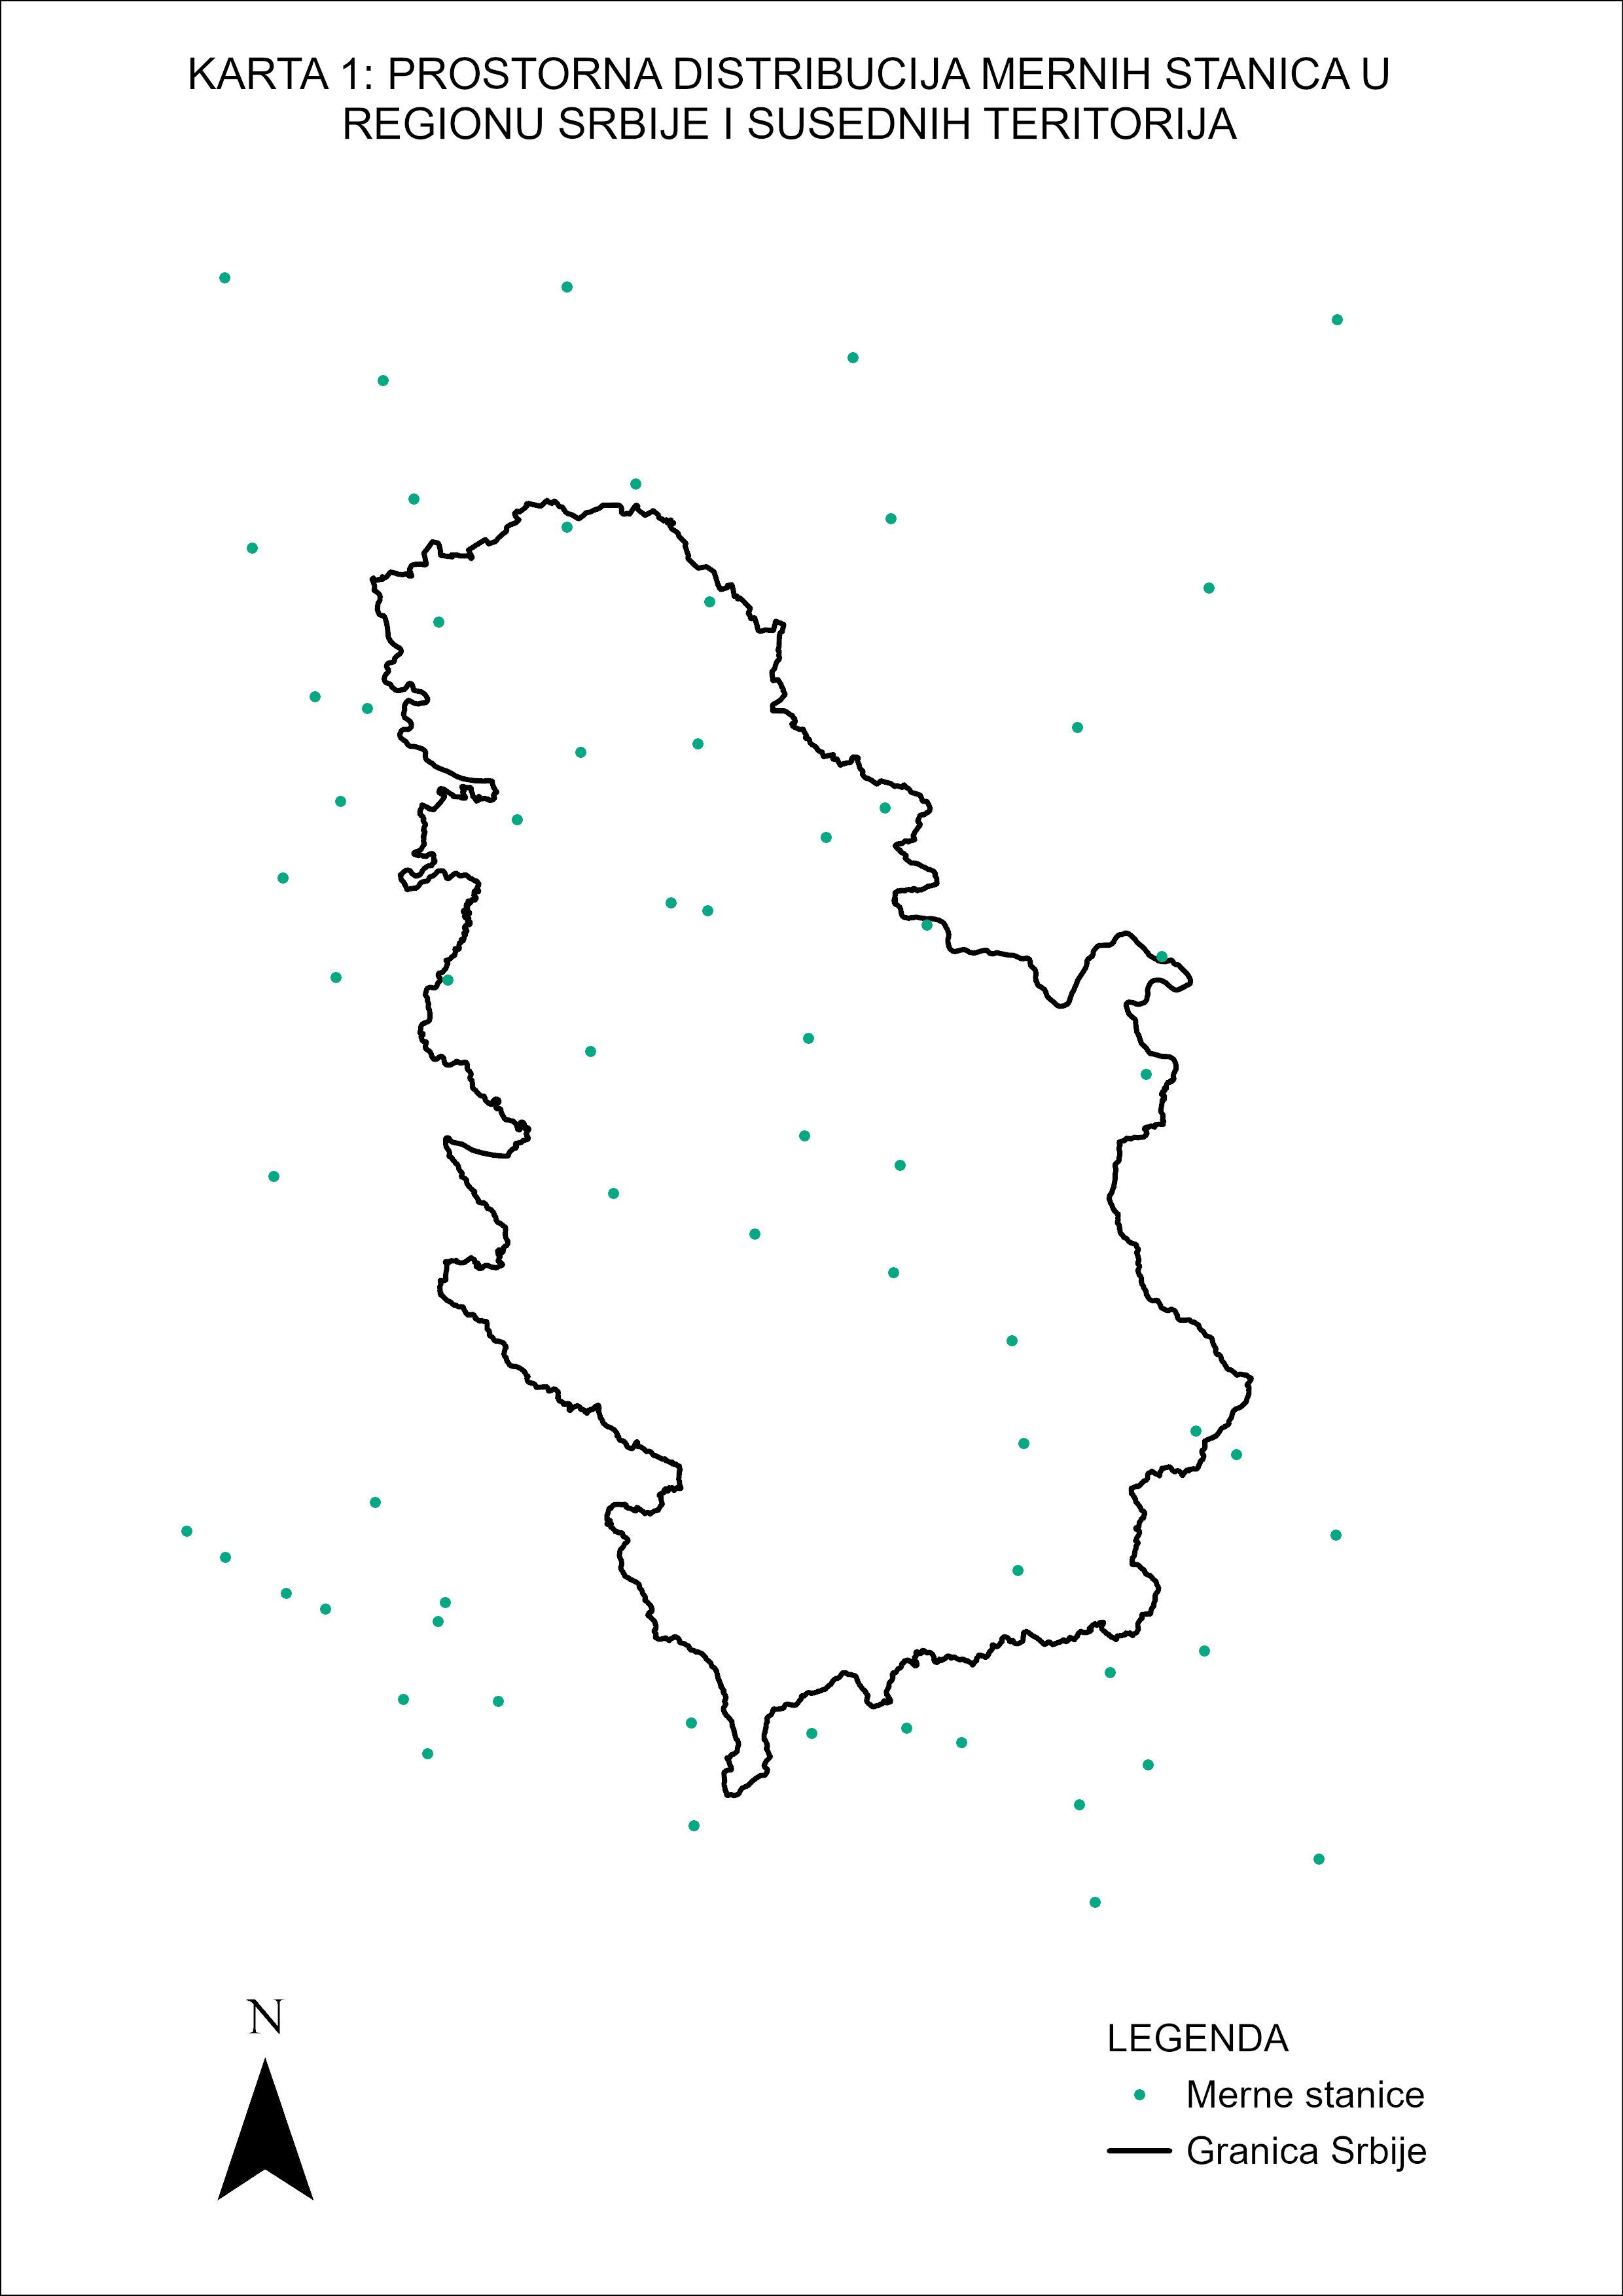 KARTA 1: PROSTORNA DISTRIBUCIJA MERNIH STANICA U
REGIONU SRBIJE I SUSEDNIH TERITORIJA
N
LEGENDA
Merne stanice
Granica Srbije